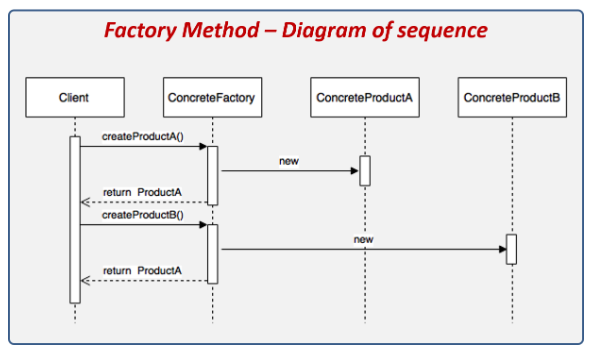 Factory Method – Diagram of sequence
Client
ConcreteFactory
ConcreteProductA
ConcreteProductB
createProductA()
new
return ProductA
createProductB()
new
return ProductA